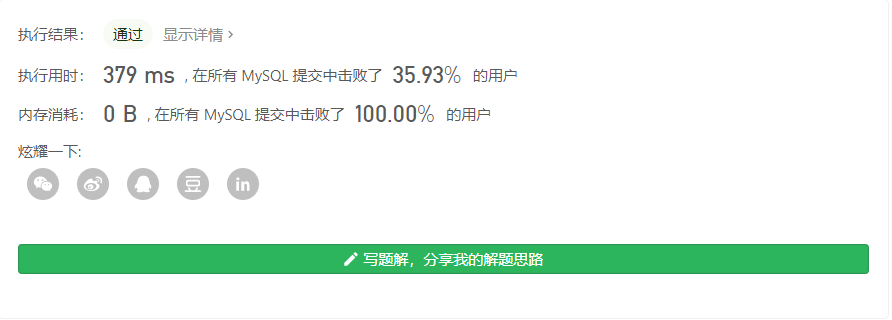 执行结果： 通过 显示详情 ›
执行用时： 379 ms , 在所有 MySQL 提交中击败了 35.93% 的用户
内存消耗： 0 B , 在所有 MySQL 提交中击败了 100.00% 的用户
炫耀一下:
豆 in
写题解，分享我的解题思路